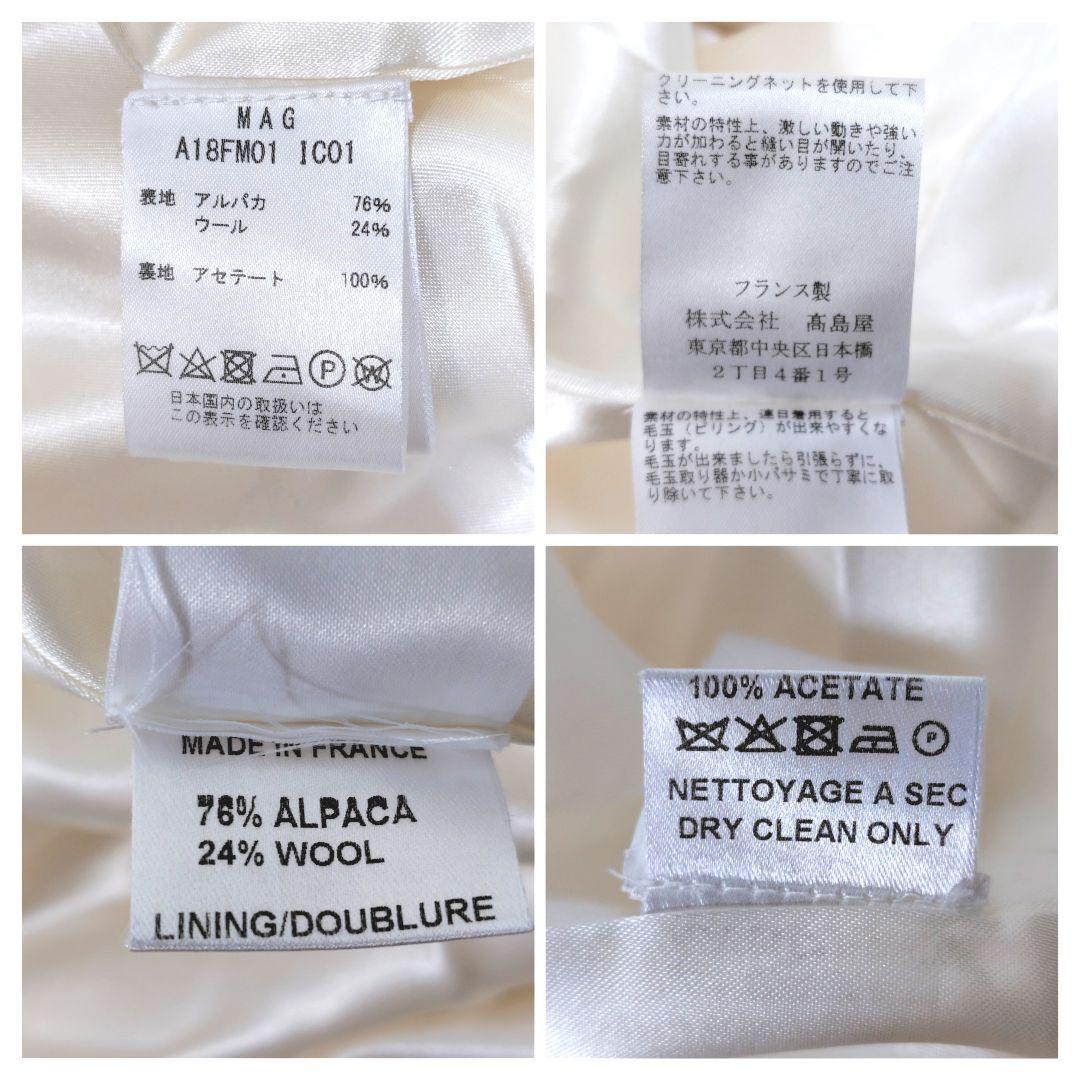 MAG
A18FM01 IC01
表地 アルパカ 76%
ウール 24%
裏地 アセテート 100%
P W
日本国内の取扱いは
この表示を確認ください
クリーニングネットを使用して下
さい。
素材の特性上、激しい動きや強い
力が加わると縫い目が開いたり、
目寄れする事がありますのでご注
意下さい。
フランス製
株式会社 髙島屋
東京都中央区日本橋
2丁目4番1号
素材の特性上、連日着用すると
毛玉(ピリング)が出来やすくな
ります。
毛玉が出来ましたら引張らずに、
毛玉取り器か小バサミで丁寧に取
り除いて下さい。
MADE IN FRANCE
76% ALPACA
24% WOOL
LINING/DOUBLURE
100% ACETATE
P
NETTOYAGE A SEC
DRY CLEAN ONLY